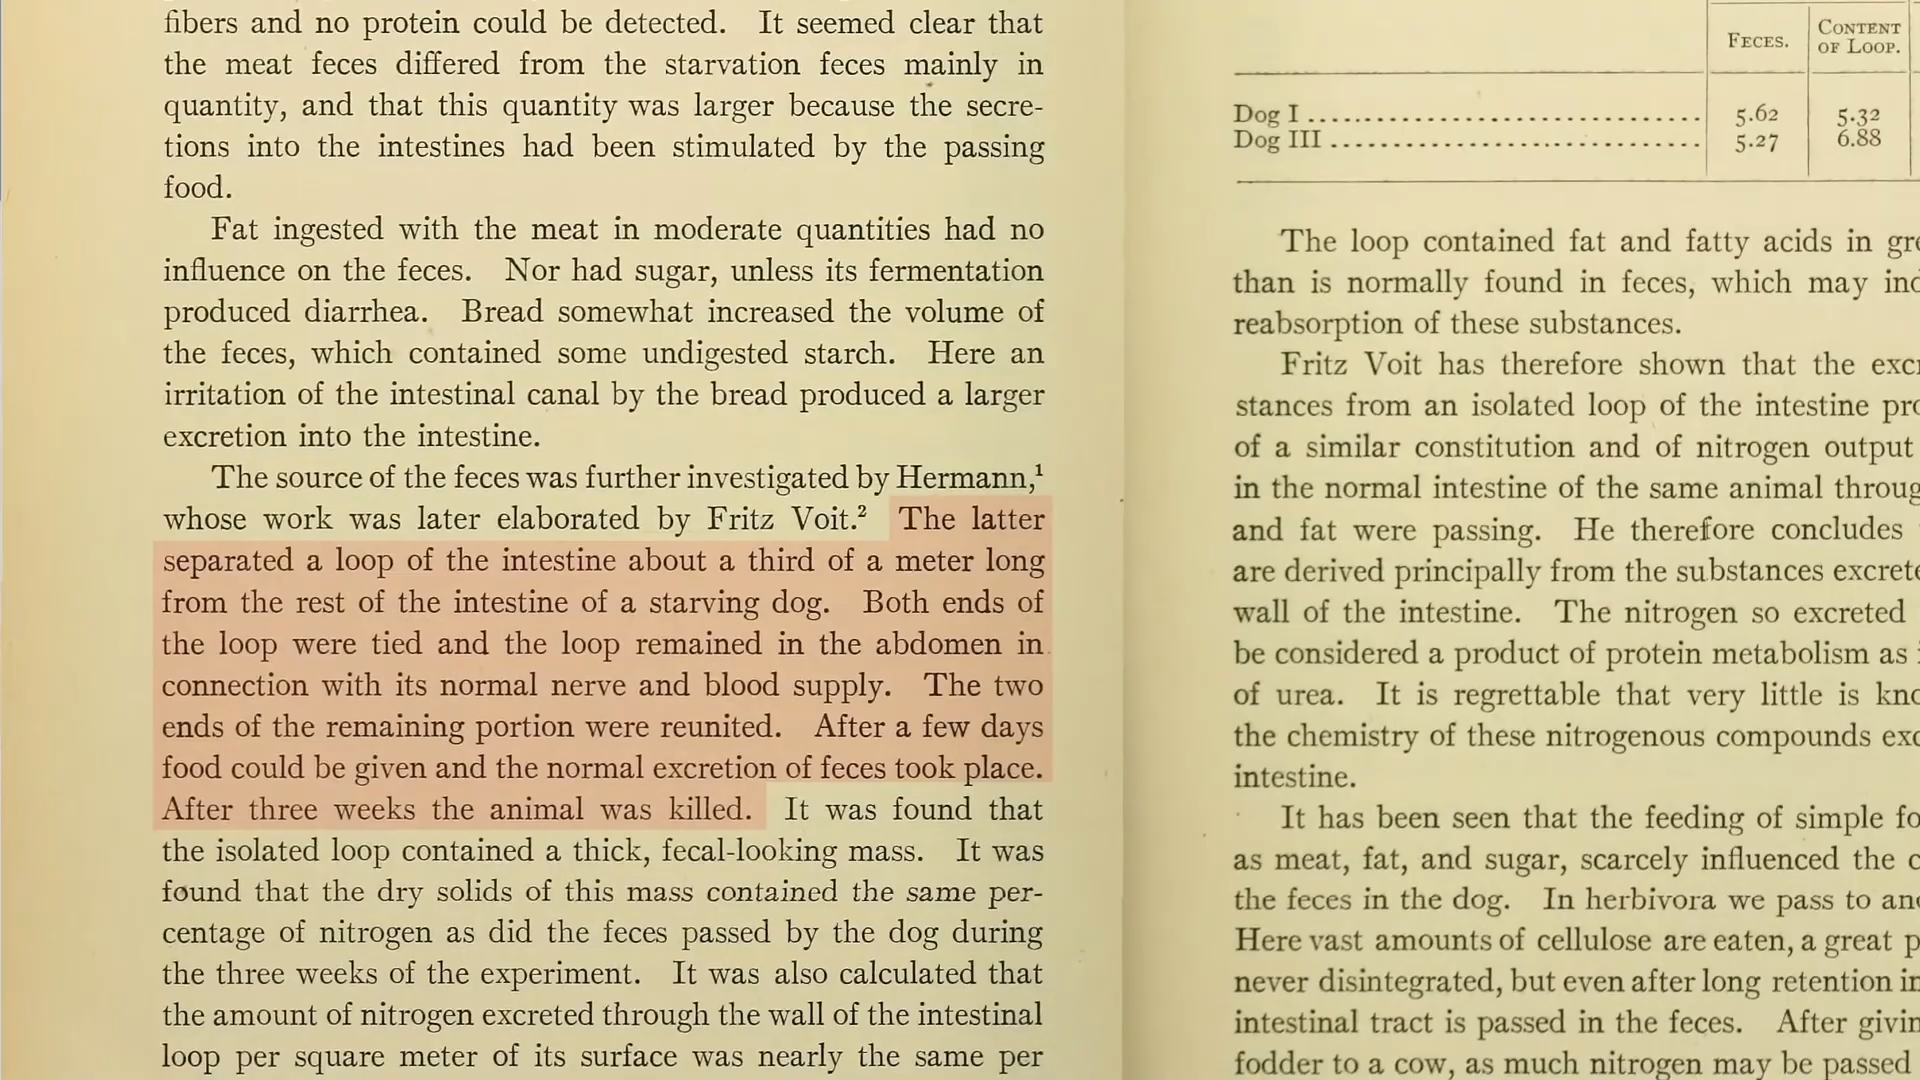 fibers and no protein could be detected. It seemed clear that
the meat feces differed from the starvation feces mainly in
quantity, and that this quantity was larger because the secre-
tions into the intestines had been stimulated by the passing
food.
Fat ingested with the meat in moderate quantities had no
influence on the feces. Nor had sugar, unless its fermentation
produced diarrhea. Bread somewhat increased the volume of
the feces, which contained some undigested starch. Here an
irritation of the intestinal canal by the bread produced a larger
excretion into the intestine.
The source of the feces was further investigated by Hermann,¹
whose work was later elaborated by Fritz Voit.² The latter
separated a loop of the intestine about a third of a meter long
from the rest of the intestine of a starving dog. Both ends of
the loop were tied and the loop remained in the abdomen in
connection with its normal nerve and blood supply. The two
ends of the remaining portion were reunited. After a few days
food could be given and the normal excretion of feces took place.
After three weeks the animal was killed. It was found that
the isolated loop contained a thick, fecal-looking mass. It was
found that the dry solids of this mass contained the same per-
centage of nitrogen as did the feces passed by the dog during
the three weeks of the experiment. It was also calculated that
the amount of nitrogen excreted through the wall of the intestinal
loop per square meter of its surface was nearly the same per
FECES. CONTENT
OF LOOP.
Dog I 5.62 5.32
Dog III 5.27 6.88
The loop contained fat and fatty acids in
than is normally found in feces, which may
reabsorption of these substances.
Fritz Voit has therefore shown that the
stances from an isolated loop of the intestine
of a similar constitution and of nitrogen output
in the normal intestine of the same animal
and fat were passing. He therefore concludes
are derived principally from the substances
wall of the intestine. The nitrogen so excreted
be considered a product of protein metabolism as
of urea. It is regrettable that very little is
the chemistry of these nitrogenous compounds
intestine.
It has been seen that the feeding of simple
as meat, fat, and sugar, scarcely influenced the
the feces in the dog. In herbivora we pass to
Here vast amounts of cellulose are eaten, a great
never disintegrated, but even after long retention
intestinal tract is passed in the feces. After
fodder to a cow, as much nitrogen may be passed